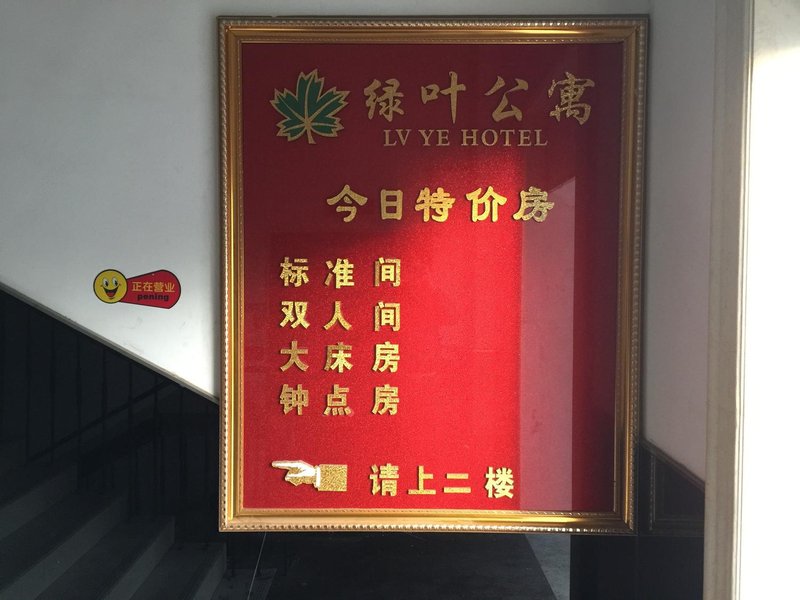 绿叶公寓
LV YE HOTEL
今日特价房
标准间
双人间
大床房
钟点房
请上二楼
正在营业
pening